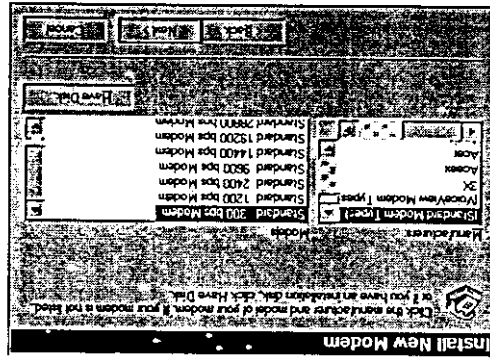 Install New Modem
Click the manufacturer and model of your modem. If your modem is not listed,
or if you have an installation disk, click Have Disk.
Manufacturers:
(Standard Modem Types)
(VoiceView Modem Types)
3X
Aceex
Acer
Models
Standard 300 bps Modem
Standard 1200 bps Modem
Standard 2400 bps Modem
Standard 9600 bps Modem
Standard 14400 bps Modem
Standard 19200 bps Modem
Standard 28800 bps Modem
Have Disk...
< Back
Next >
Cancel